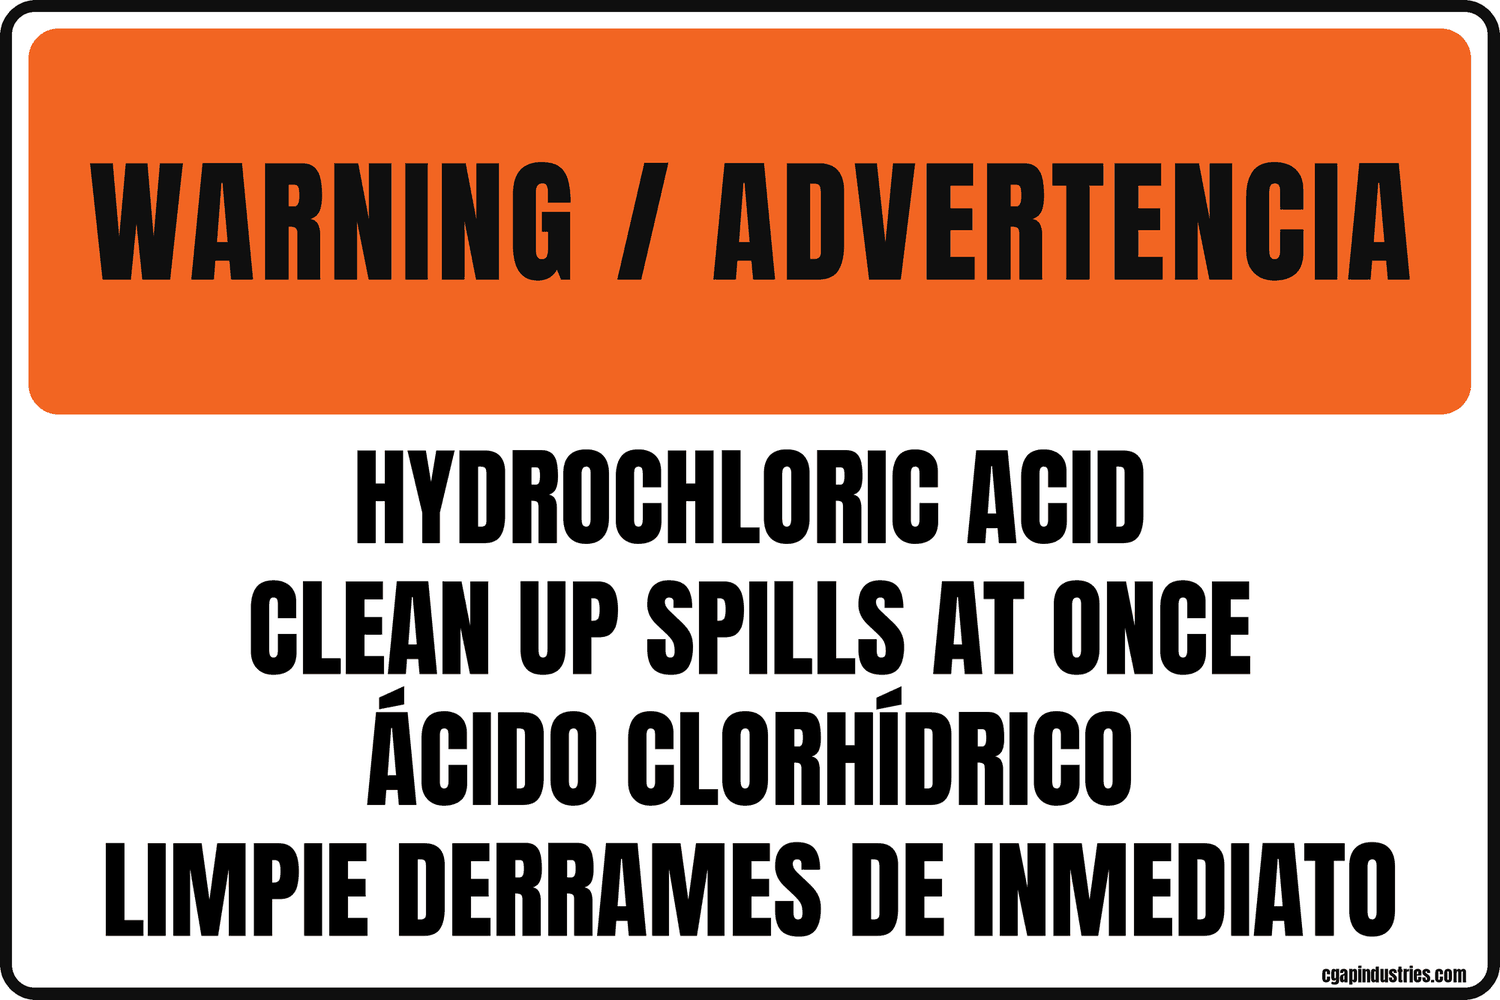 WARNING / ADVERTENCIA
HYDROCHLORIC ACID
CLEAN UP SPILLS AT ONCE
ÁCIDO CLORHÍDRICO
LIMPIE DERRAMES DE INMEDIATO
cgapindustries.com